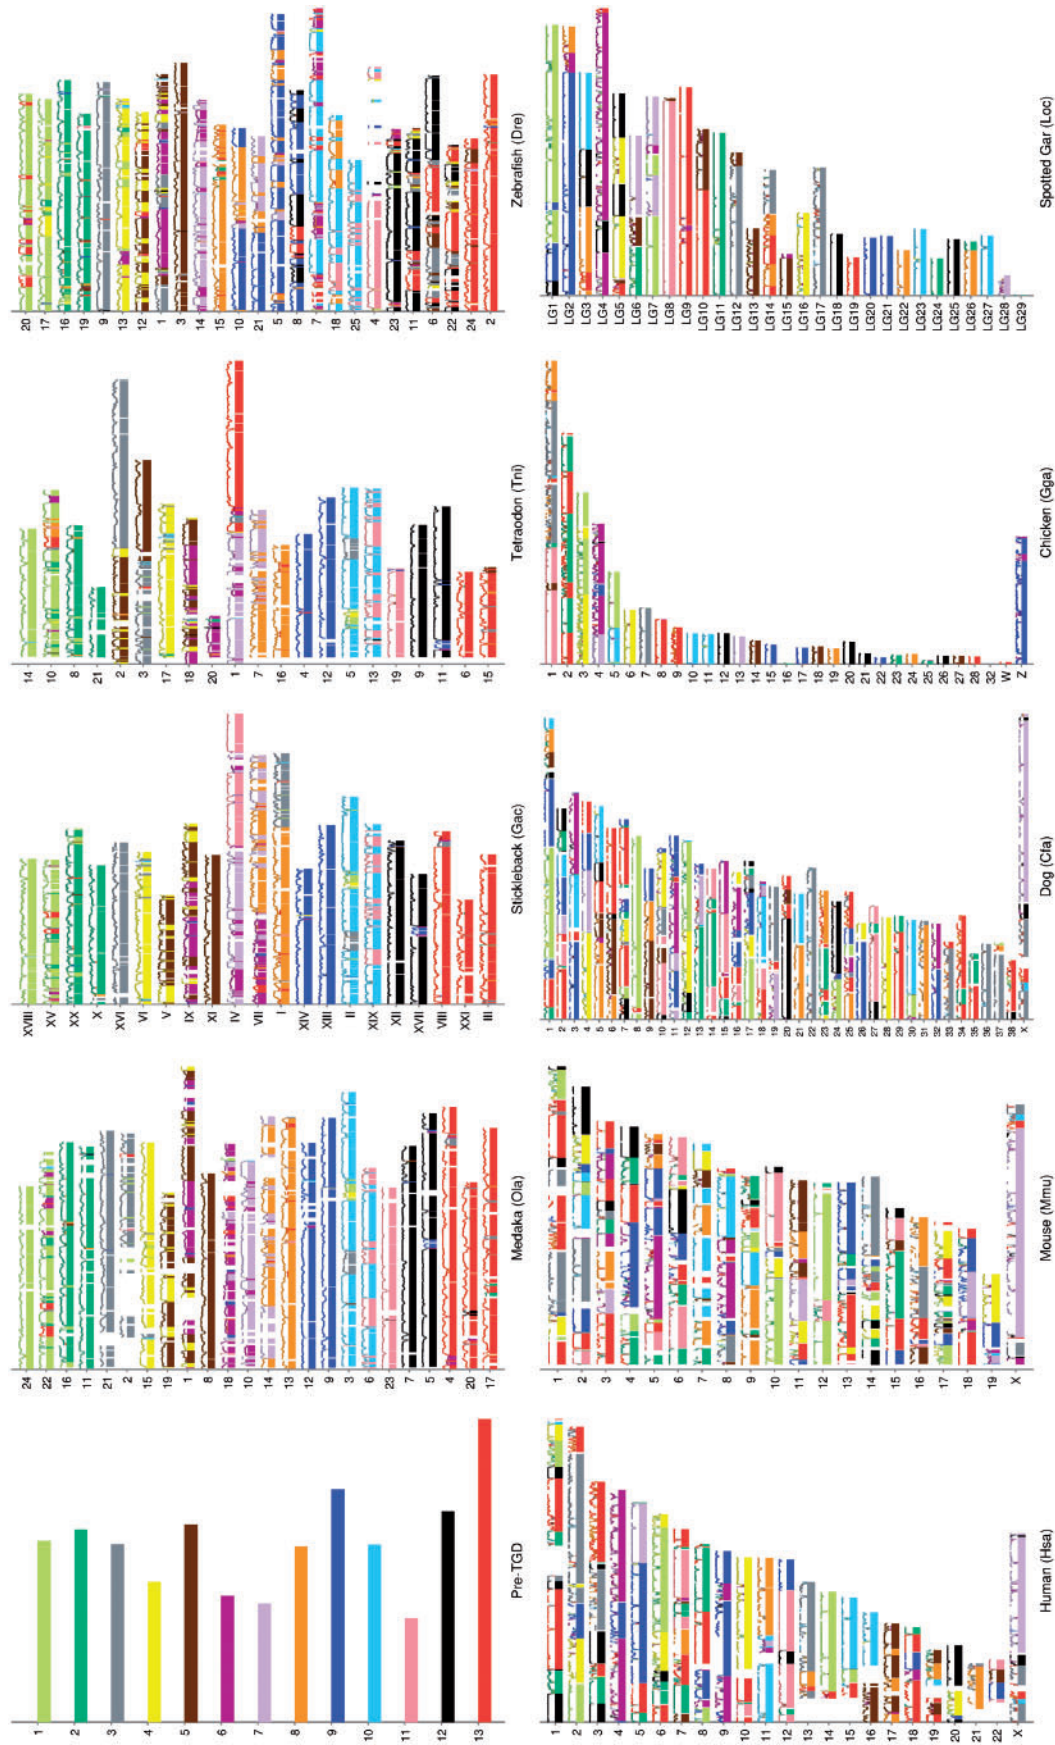 1
2
3
4
5
6
7
8
9
10
11
12
13
Pre-TGD
24
22
16
11
21
2
15
19
1
8
18
10
14
13
12
9
3
6
23
7
5
4
20
17
Medaka (Ola)
XVIII
XV
XX
X
XVI
VI
V
IX
XI
IV
VII
I
XIV
XIII
II
XIX
XII
XVII
VIII
XXI
III
Stickleback (Gac)
14
10
8
21
2
3
17
18
20
1
7
16
4
12
5
13
19
9
11
6
15
Tetraodon (Tni)
20
17
16
19
9
13
12
1
3
14
15
10
21
5
8
7
18
25
4
23
11
6
22
24
2
Zebrafish (Dre)
1
2
3
4
5
6
7
8
9
10
11
12
13
14
15
16
17
18
19
20
21
22
X
Human (Hsa)
1
2
3
4
5
6
7
8
9
10
11
12
13
14
15
16
17
18
19
X
Mouse (Mmu)
1
2
3
4
5
6
7
8
9
10
11
12
13
14
15
16
17
18
19
20
21
22
23
24
25
26
27
28
29
30
31
32
33
34
35
36
37
38
X
Dog (Cfa)
1
2
3
4
5
6
7
8
9
10
11
12
13
14
15
16
17
18
19
20
21
22
23
24
25
26
27
28
32
W
Z
Chicken (Gga)
LG1
LG2
LG3
LG4
LG5
LG6
LG7
LG8
LG9
LG10
LG11
LG12
LG13
LG14
LG15
LG16
LG17
LG18
LG19
LG20
LG21
LG22
LG23
LG24
LG25
LG26
LG27
LG28
LG29
Spotted Gar (Loc)